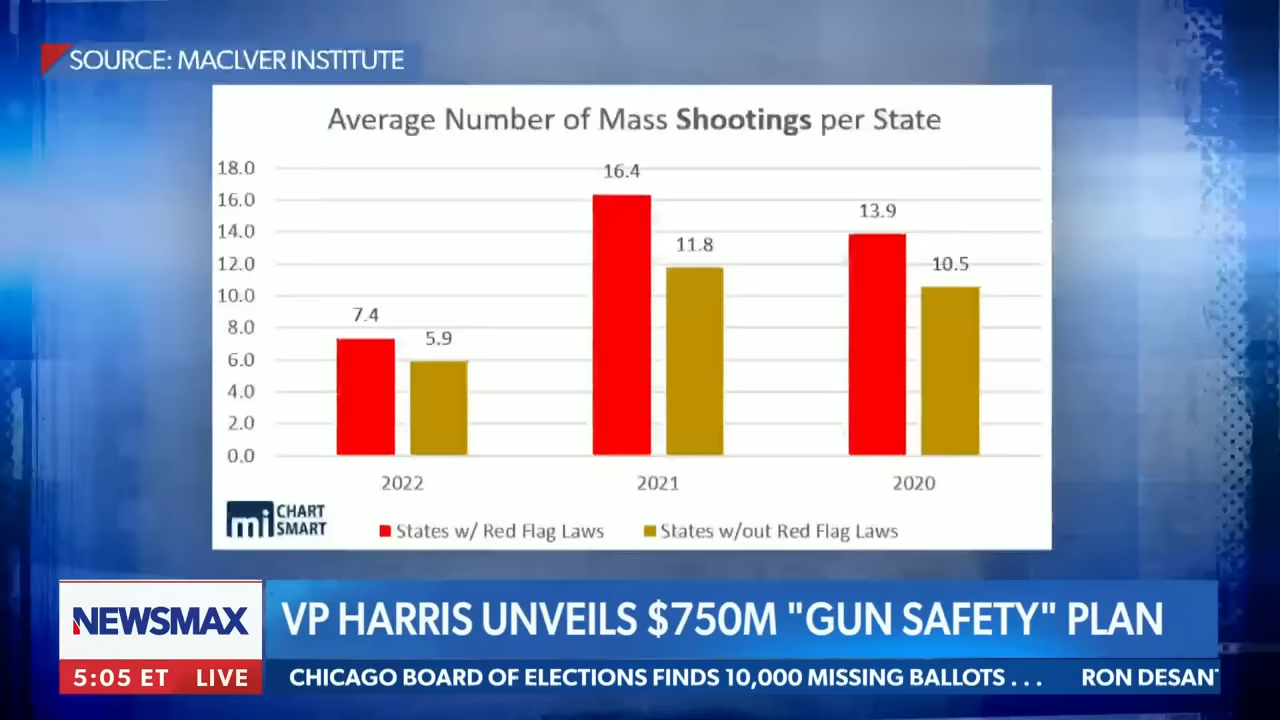 SOURCE: MACLVER INSTITUTE
Average Number of Mass Shootings per State
18.0
16.0
14.0
12.0
10.0
8.0
6.0
4.0
2.0
0.0
7.4
5.9
16.4
11.8
13.9
10.5
2022
2021
2020
mi CHART SMART
States w/ Red Flag Laws
States w/out Red Flag Laws
NEWSMAX
VP HARRIS UNVEILS $750M "GUN SAFETY" PLAN
5:05 ET LIVE
CHICAGO BOARD OF ELECTIONS FINDS 10,000 MISSING BALLOTS . . . RON DESANT